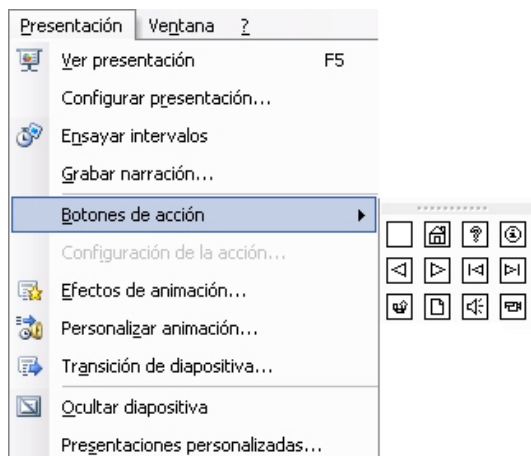 Presentación Ventana ?
Ver presentación F5
Configurar presentación...
Ensayar intervalos
Grabar narración...
Botones de acción
Configuración de la acción...
Efectos de animación...
Personalizar animación...
Transición de diapositiva...
Ocultar diapositiva
Presentaciones personalizadas...